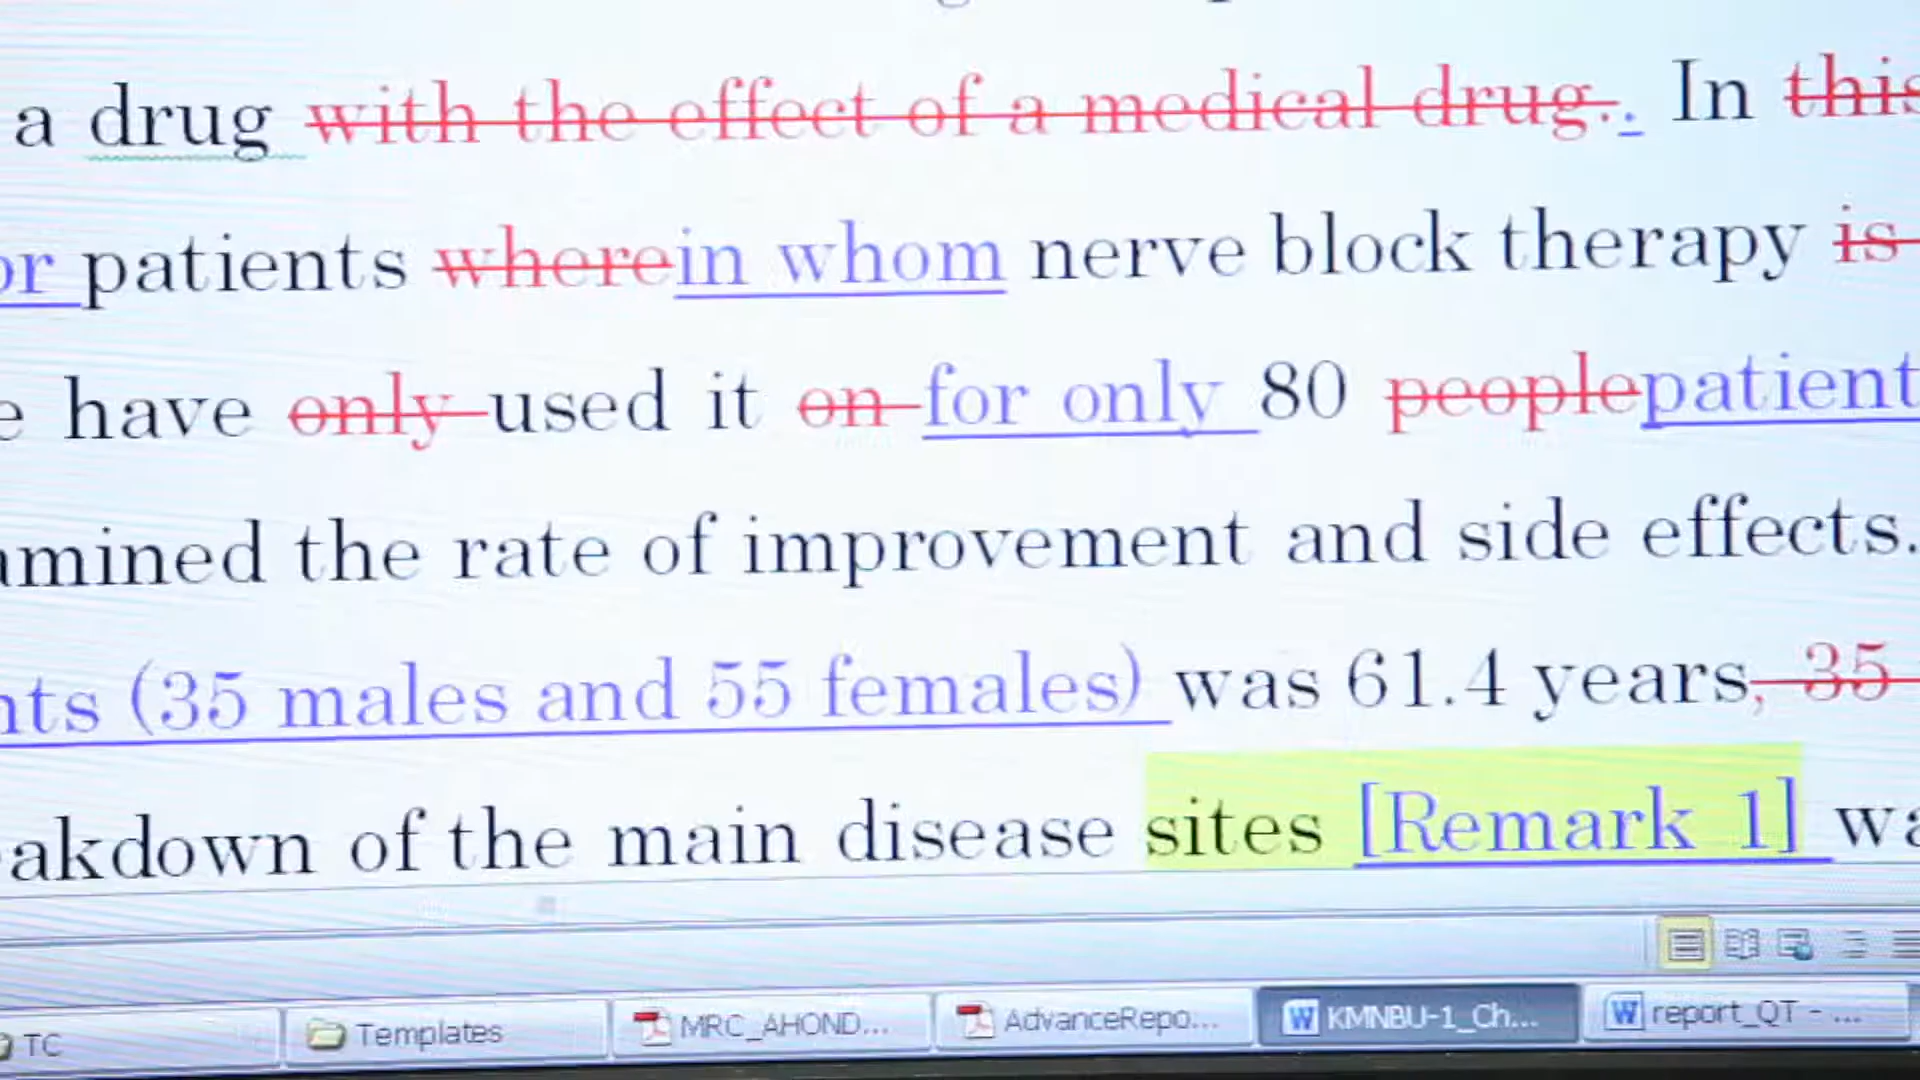 a drug with the effect of a medical drug.. In this
or patients wherein whom nerve block therapy is
have only used it on for only 80 peoplepatient
amined the rate of improvement and side effects.
nts (35 males and 55 females) was 61.4 years, 35
akdown of the main disease sites [Remark 1] wa
TC Templates MRC_AHOND... AdvanceRepo... KMNBU-1_Ch... report_QT - ...